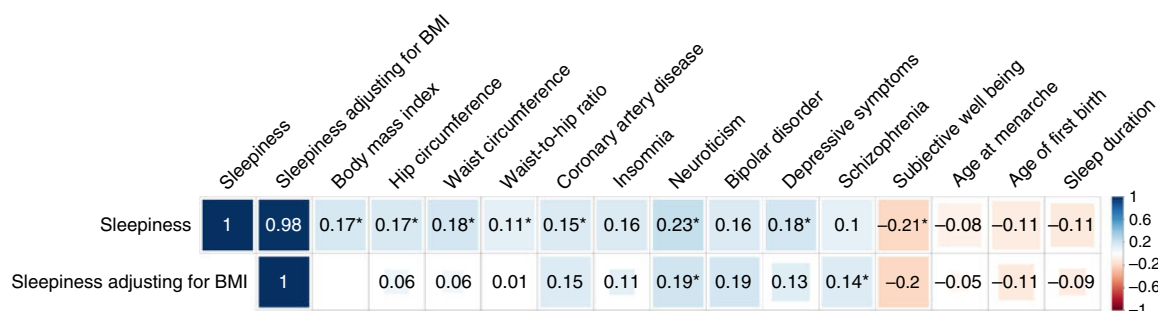 Sleepiness
Sleepiness adjusting for BMI
Body mass index
Hip circumference
Waist circumference
Waist-to-hip ratio
Coronary artery disease
Insomnia
Neuroticism
Bipolar disorder
Depressive symptoms
Schizophrenia
Subjective well being
Age at menarche
Age of first birth
Sleep duration
Sleepiness 1 0.98 0.17* 0.17* 0.18* 0.11* 0.15* 0.16 0.23* 0.16 0.18* 0.1 −0.21* −0.08 −0.11 −0.11
Sleepiness adjusting for BMI 1 0.06 0.06 0.01 0.15 0.11 0.19* 0.19 0.13 0.14* −0.2 −0.05 −0.11 −0.09
1
0.6
0.2
−0.2
−0.6
−1